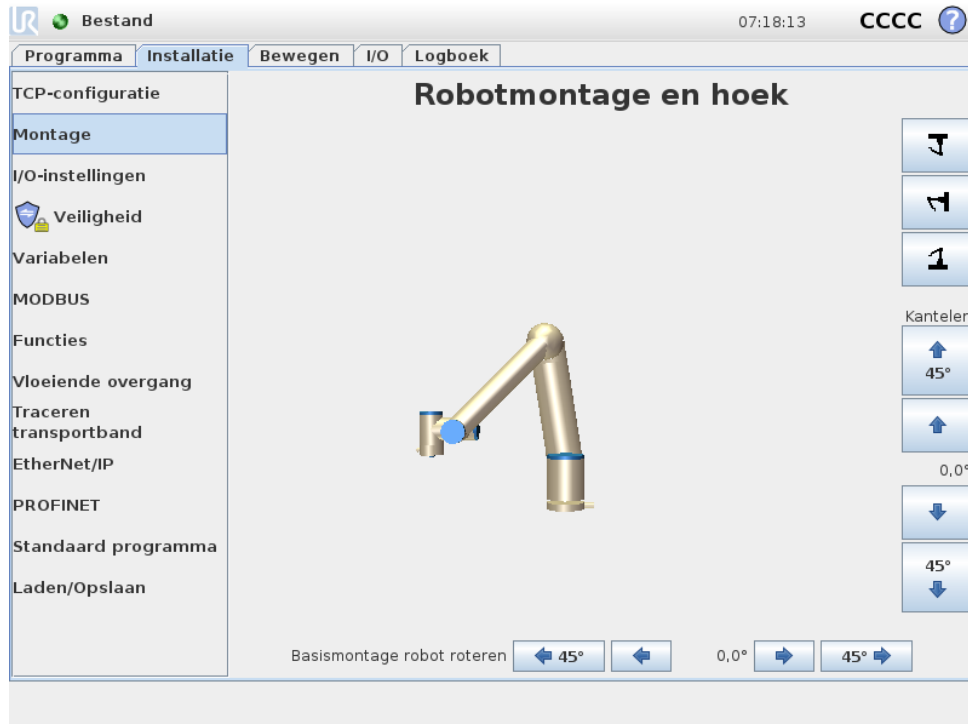 UR Bestand 07:18:13 CCCC ?
Programma Installatie Bewegen I/O Logboek
TCP-configuratie
Montage
I/O-instellingen
Veiligheid
Variabelen
MODBUS
Functies
Vloeiende overgang
Traceren
transportband
EtherNet/IP
PROFINET
Standaard programma
Laden/Opslaan
Robotmontage en hoek
Kantelen
45°
0,0°
45°
Basismontage robot roteren 45° 0,0° 45°